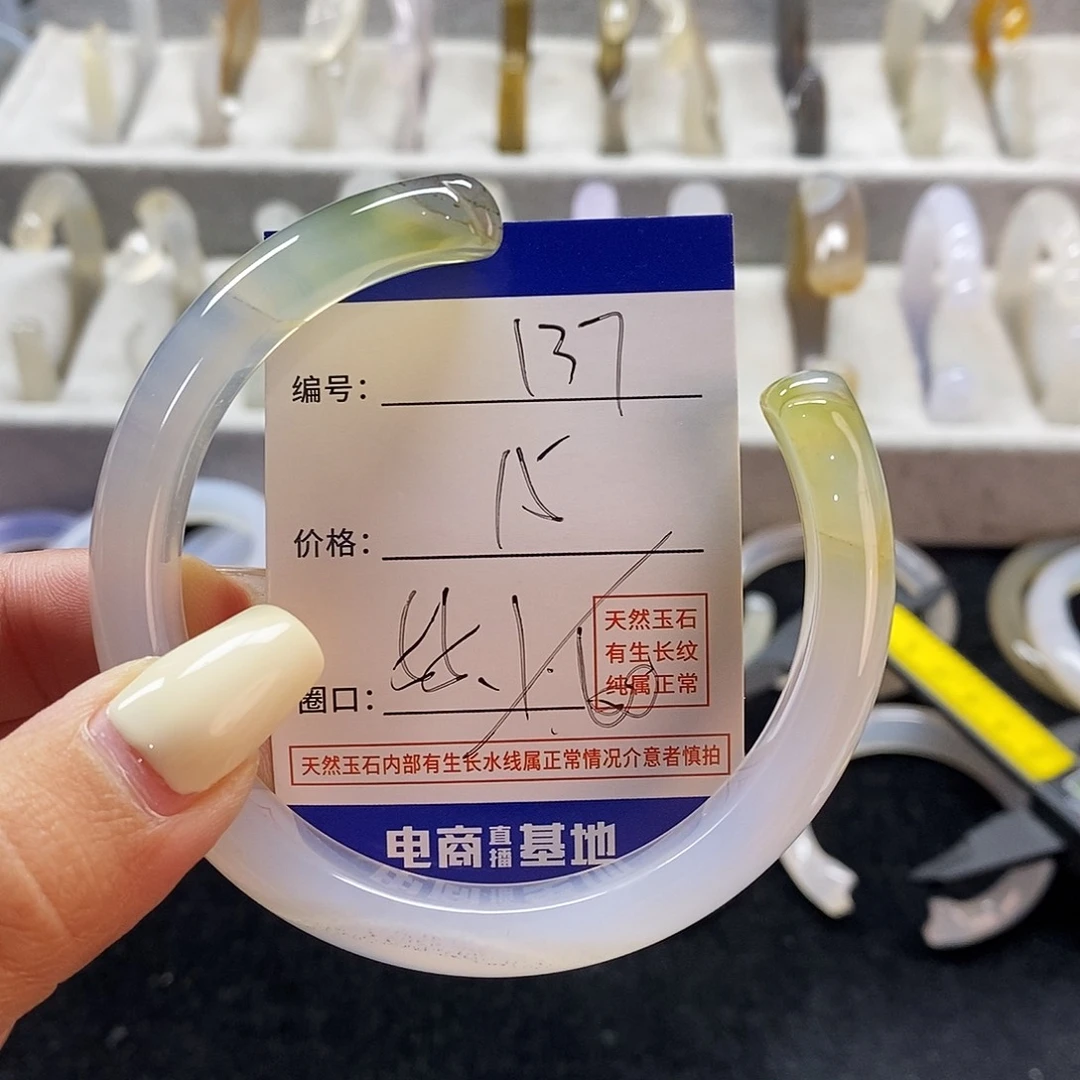 编号: 137
价格: 15
圈口:
天然玉石
有生长纹
纯属正常
天然玉石内部有生长水线属正常情况介意者慎拍
电商直播基地